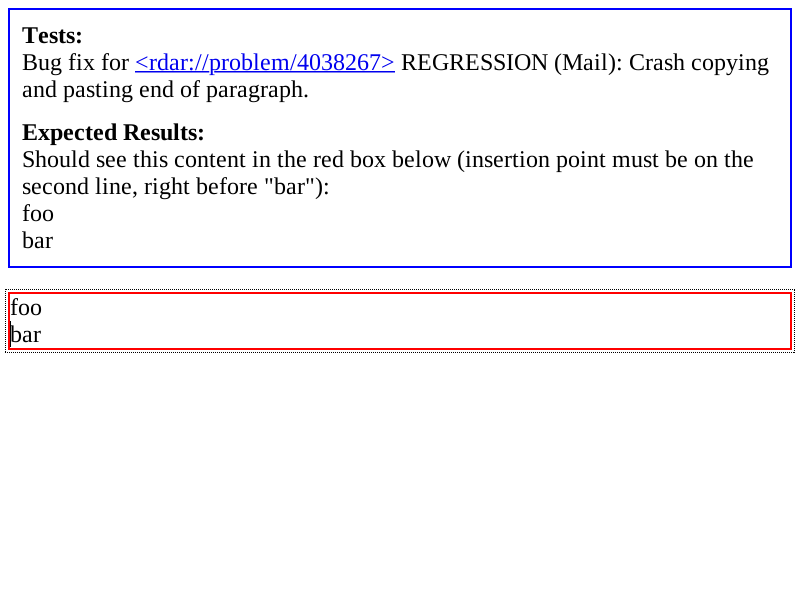 Tests:
Bug fix for <rdar://problem/4038267> REGRESSION (Mail): Crash copying
and pasting end of paragraph.
Expected Results:
Should see this content in the red box below (insertion point must be on the
second line, right before "bar"):
foo
bar
foo
bar